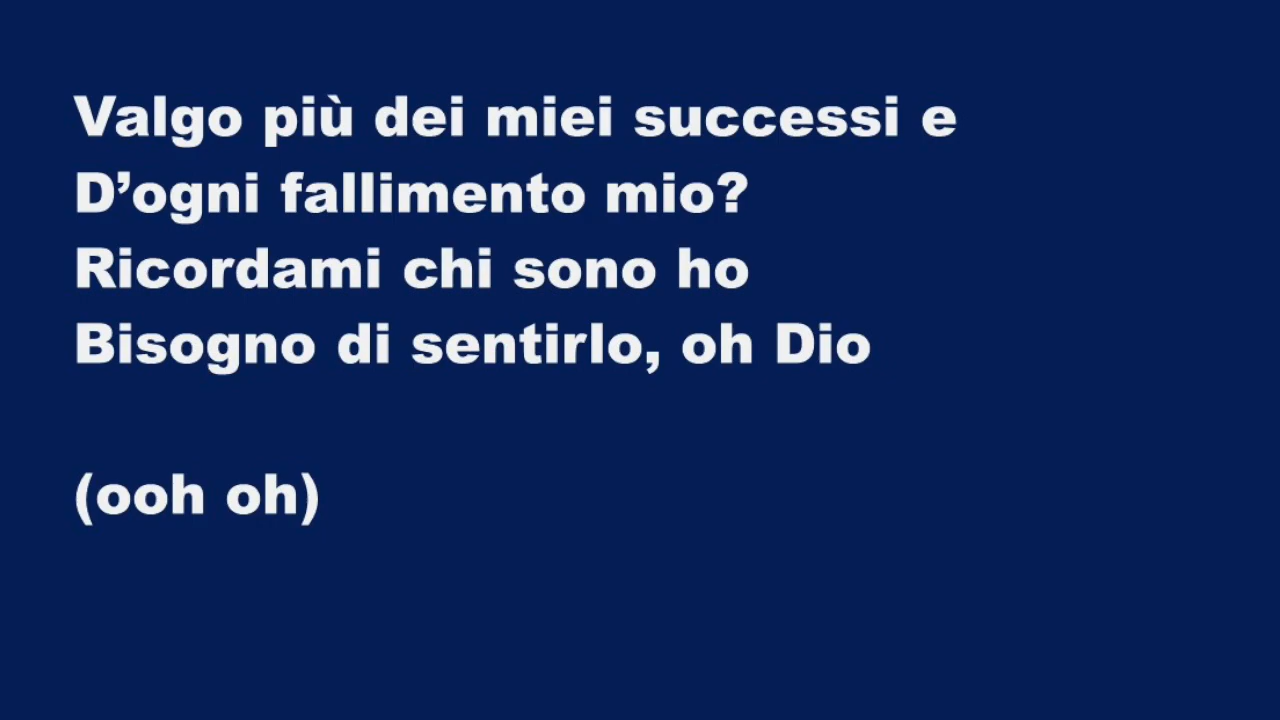 Valgo più dei miei successi e
D’ogni fallimento mio?
Ricordami chi sono ho
Bisogno di sentirlo, oh Dio
(ooh oh)